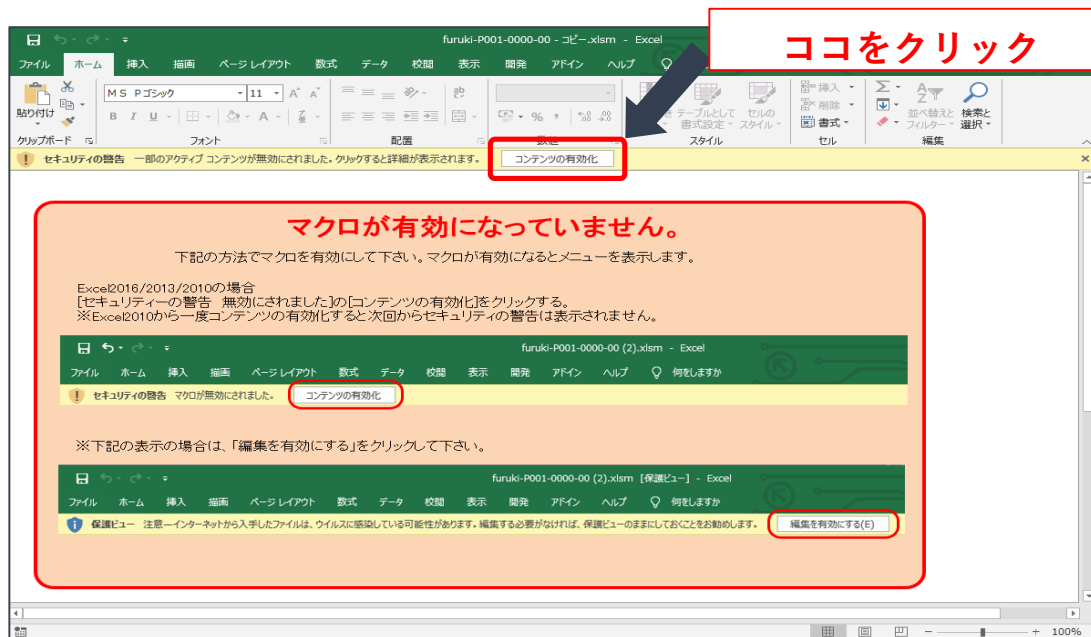 furuki-P001-0000-00 - コピー.xlsm - Excel
ココをクリック
ファイル ホーム 挿入 描画 ページ レイアウト 数式 データ 校閲 表示 開発 アドイン ヘルプ
貼り付け
MS Pゴシック 11
B I U
挿入
削除
書式
テーブルとして
書式設定
セルの
スタイル
並べ替えと
フィルター
検索と
選択
クリップボード フォント 配置 数値 スタイル セル 編集
セキュリティの警告 一部のアクティブ コンテンツが無効にされました。クリックすると詳細が表示されます。 コンテンツの有効化
マクロが有効になっていません。
下記の方法でマクロを有効にして下さい。マクロが有効になるとメニューを表示します。
Excel2016/2013/2010の場合
[セキュリティーの警告 無効にされました]の[コンテンツの有効化]をクリックする。
※Excel2010から一度コンテンツの有効化すると次回からセキュリティの警告は表示されません。
furuki-P001-0000-00 (2).xlsm - Excel
ファイル ホーム 挿入 描画 ページ レイアウト 数式 データ 校閲 表示 開発 アドイン ヘルプ 何をしますか
セキュリティの警告 マクロが無効にされました。 コンテンツの有効化
※下記の表示の場合は、「編集を有効にする」をクリックして下さい。
furuki-P001-0000-00 (2).xlsm [保護ビュー] - Excel
ファイル ホーム 挿入 描画 ページ レイアウト 数式 データ 校閲 表示 開発 アドイン ヘルプ 何をしますか
保護ビュー 注意—インターネットから入手したファイルは、ウイルスに感染している可能性があります。編集する必要がなければ、保護ビューのままにしておくことをお勧めします。 編集を有効にする(E)
100%